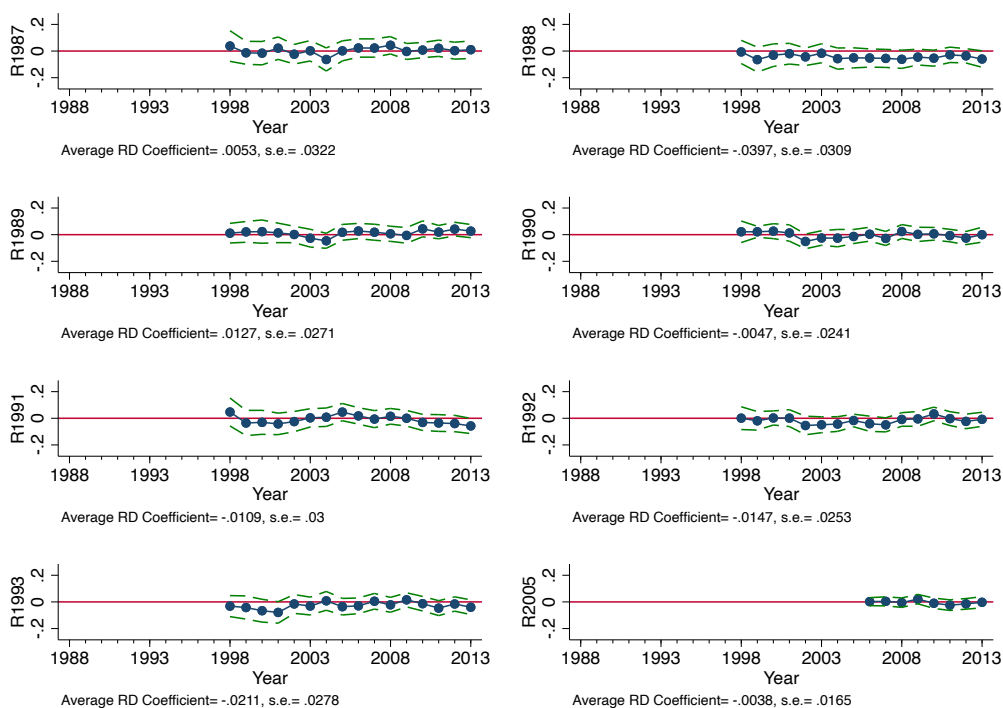 R1987
.2
0
-.2
1988 1993 1998 2003 2008 2013
Year
Average RD Coefficient= .0053, s.e.= .0322
R1988
.2
0
-.2
1988 1993 1998 2003 2008 2013
Year
Average RD Coefficient= -.0397, s.e.= .0309
R1989
.2
0
-.2
1988 1993 1998 2003 2008 2013
Year
Average RD Coefficient= .0127, s.e.= .0271
R1990
.2
0
-.2
1988 1993 1998 2003 2008 2013
Year
Average RD Coefficient= -.0047, s.e.= .0241
R1991
.2
0
-.2
1988 1993 1998 2003 2008 2013
Year
Average RD Coefficient= -.0109, s.e.= .03
R1992
.2
0
-.2
1988 1993 1998 2003 2008 2013
Year
Average RD Coefficient= -.0147, s.e.= .0253
R1993
.2
0
-.2
1988 1993 1998 2003 2008 2013
Year
Average RD Coefficient= -.0211, s.e.= .0278
R2005
.2
0
-.2
1988 1993 1998 2003 2008 2013
Year
Average RD Coefficient= -.0038, s.e.= .0165